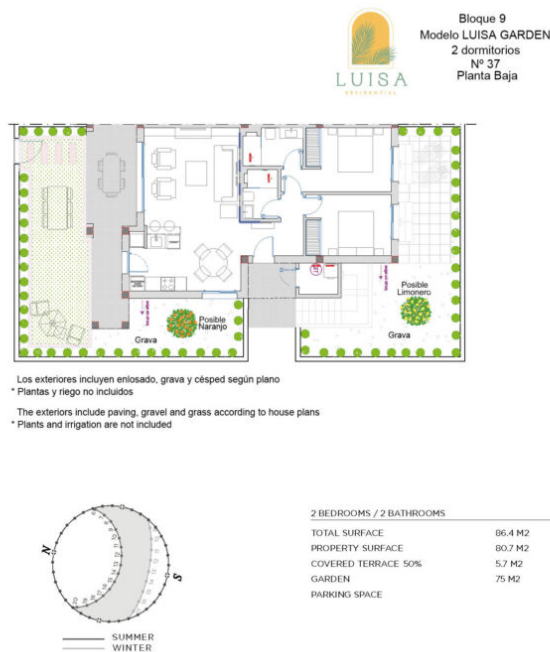 Bloque 9
Modelo LUISA GARDEN
2 dormitorios
Nº 37
Planta Baja
LUISA
RESIDENTIAL
Posible
Naranjo
Grava
Posible
Limonero
Grava
Los exteriores incluyen enlosado, grava y césped según plano
* Plantas y riego no incluidos
The exteriors include paving, gravel and grass according to house plans
* Plants and irrigation are not included
N
S
SUMMER
WINTER
2 BEDROOMS / 2 BATHROOMS
TOTAL SURFACE 86.4 M2
PROPERTY SURFACE 80.7 M2
COVERED TERRACE 50% 5.7 M2
GARDEN 75 M2
PARKING SPACE